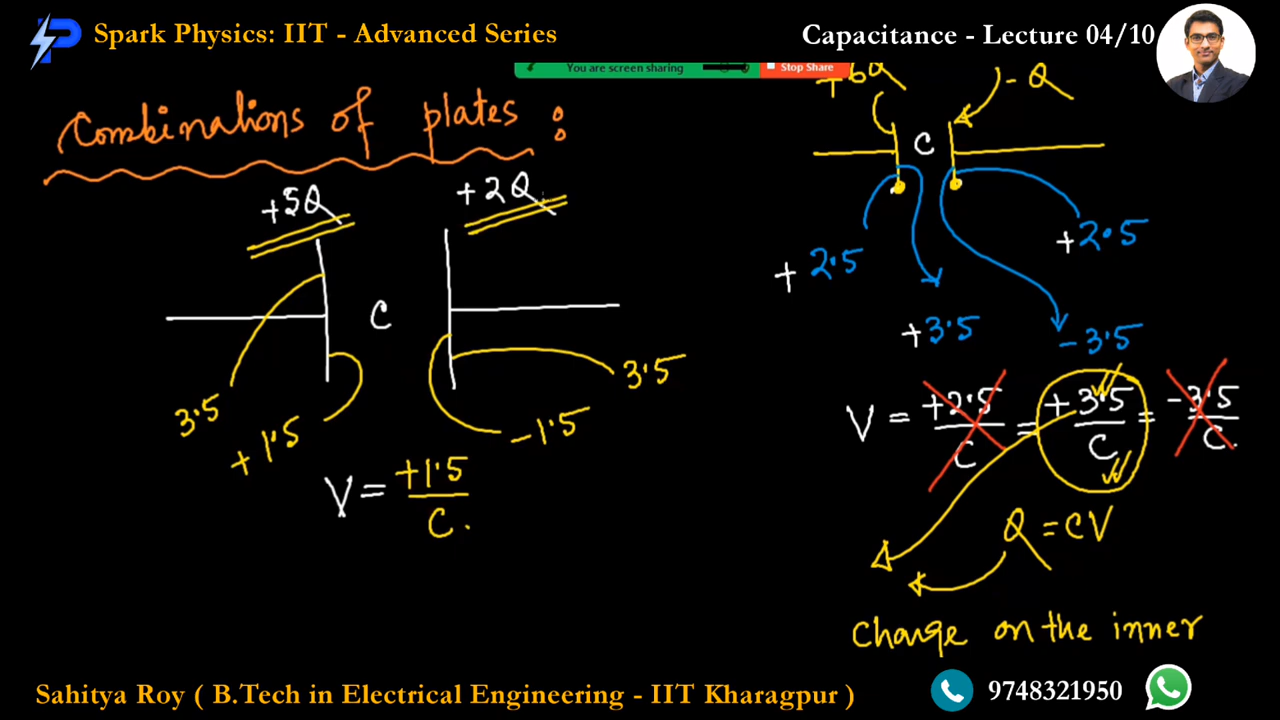 Spark Physics: IIT - Advanced Series
Capacitance - Lecture 04/10
You are screen sharing
Stop Share
Combinations of plates :
+5Q
+2Q
C
3.5
+1.5
-1.5
3.5
V = +1.5 / C.
+6Q
-Q
C
+2.5
+2.5
+3.5
-3.5
V = +2.5 / C = +3.5 / C = -3.5 / C.
Q = CV
Charge on the inner
Sahitya Roy ( B.Tech in Electrical Engineering - IIT Kharagpur )
9748321950